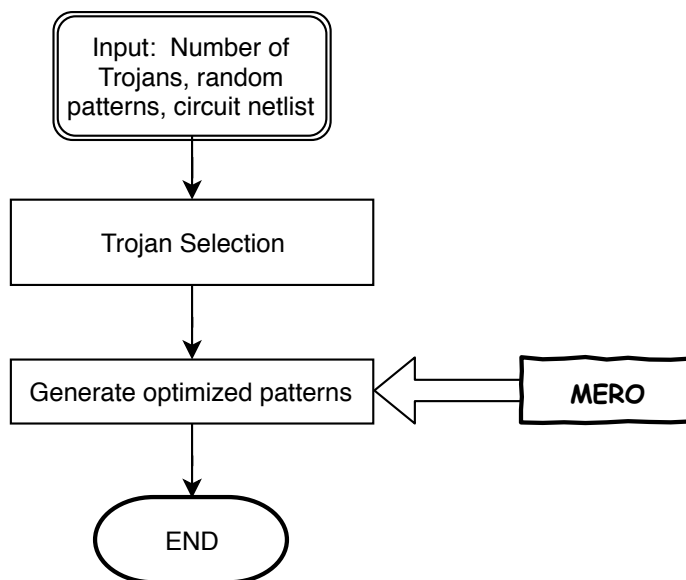 Input: Number of
Trojans, random
patterns, circuit netlist
Trojan Selection
Generate optimized patterns
MERO
END